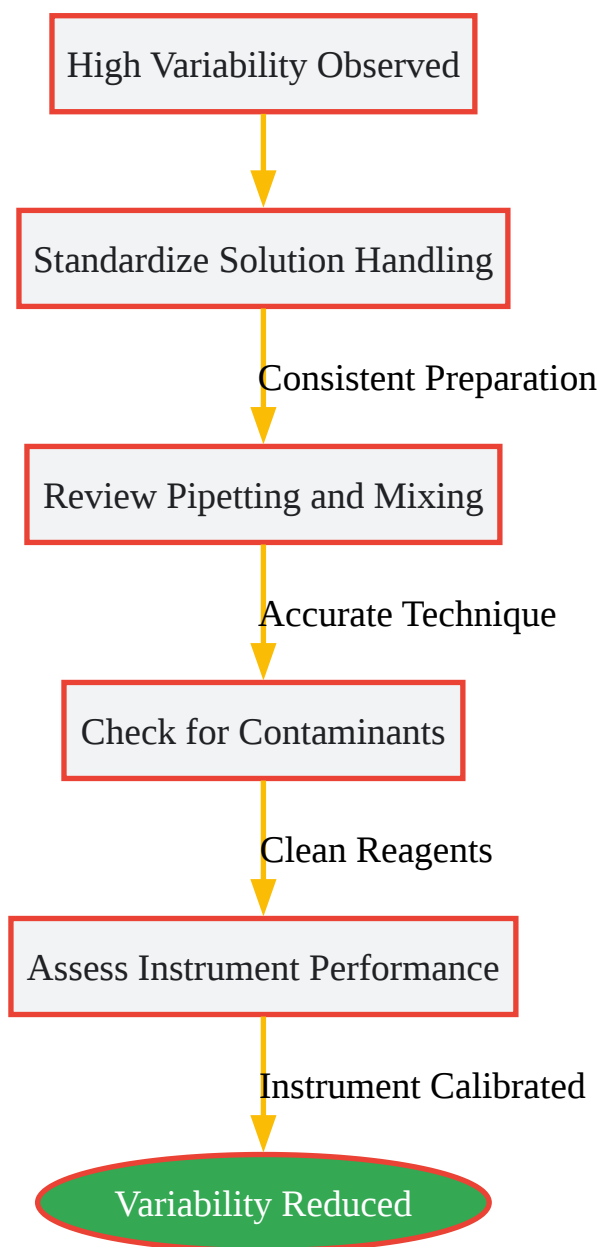 High Variability Observed
Standardize Solution Handling
Consistent Preparation
Review Pipetting and Mixing
Accurate Technique
Check for Contaminants
Clean Reagents
Assess Instrument Performance
Instrument Calibrated
Variability Reduced